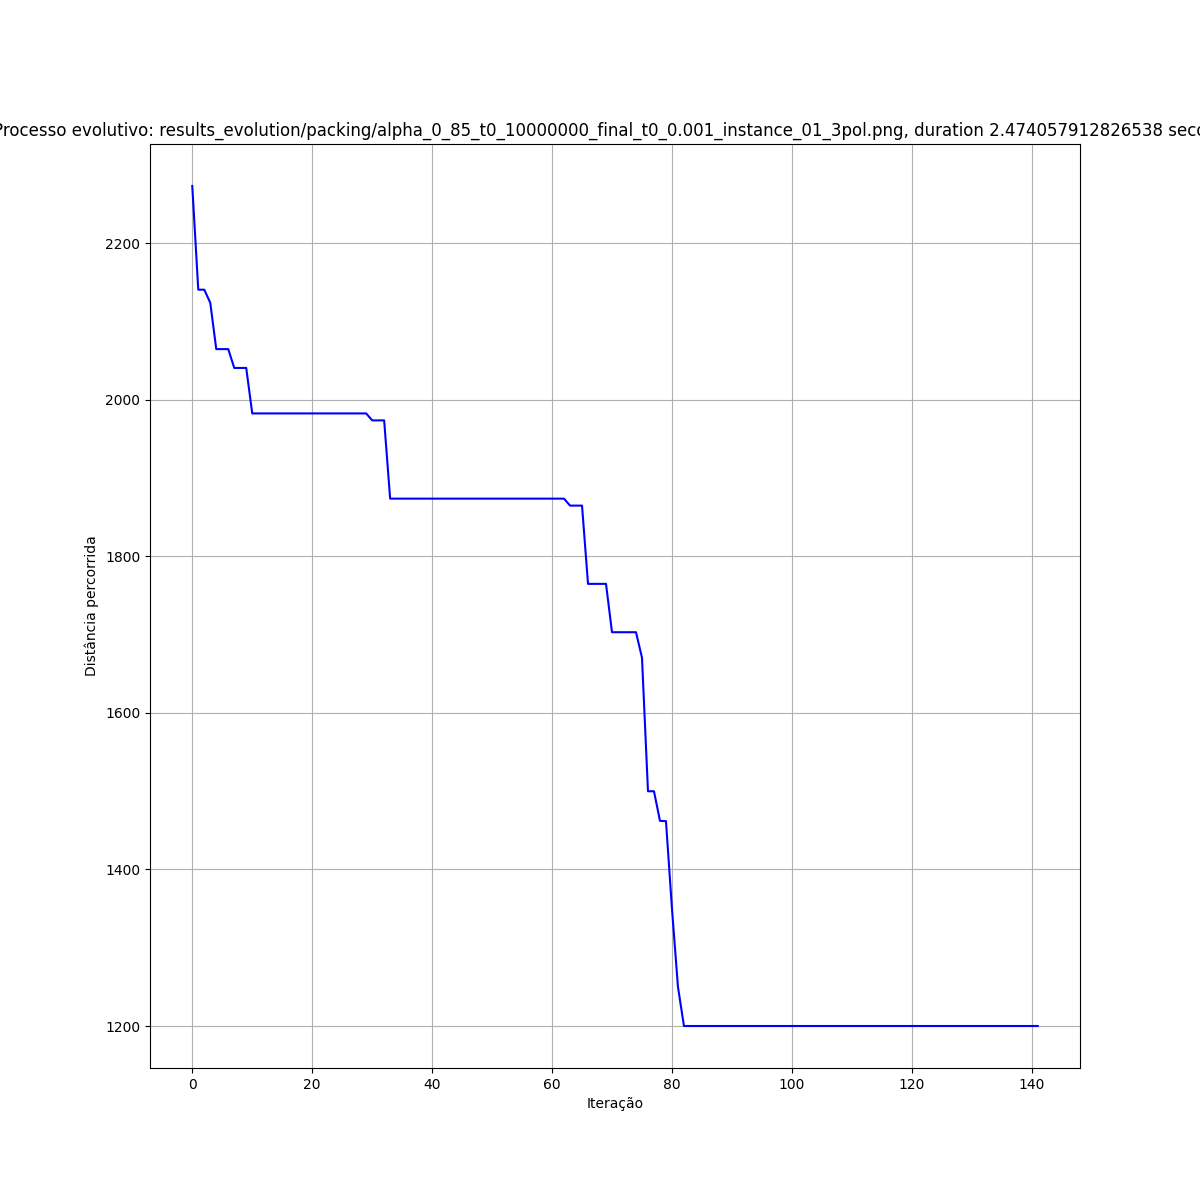 Processo evolutivo: results_evolution/packing/alpha_0_85_t0_10000000_final_t0_0.001_instance_01_3pol.png, duration 2.474057912826538
2200
2000
1800
1600
1400
1200
Distância percorrida
0 20 40 60 80 100 120 140
Iteração